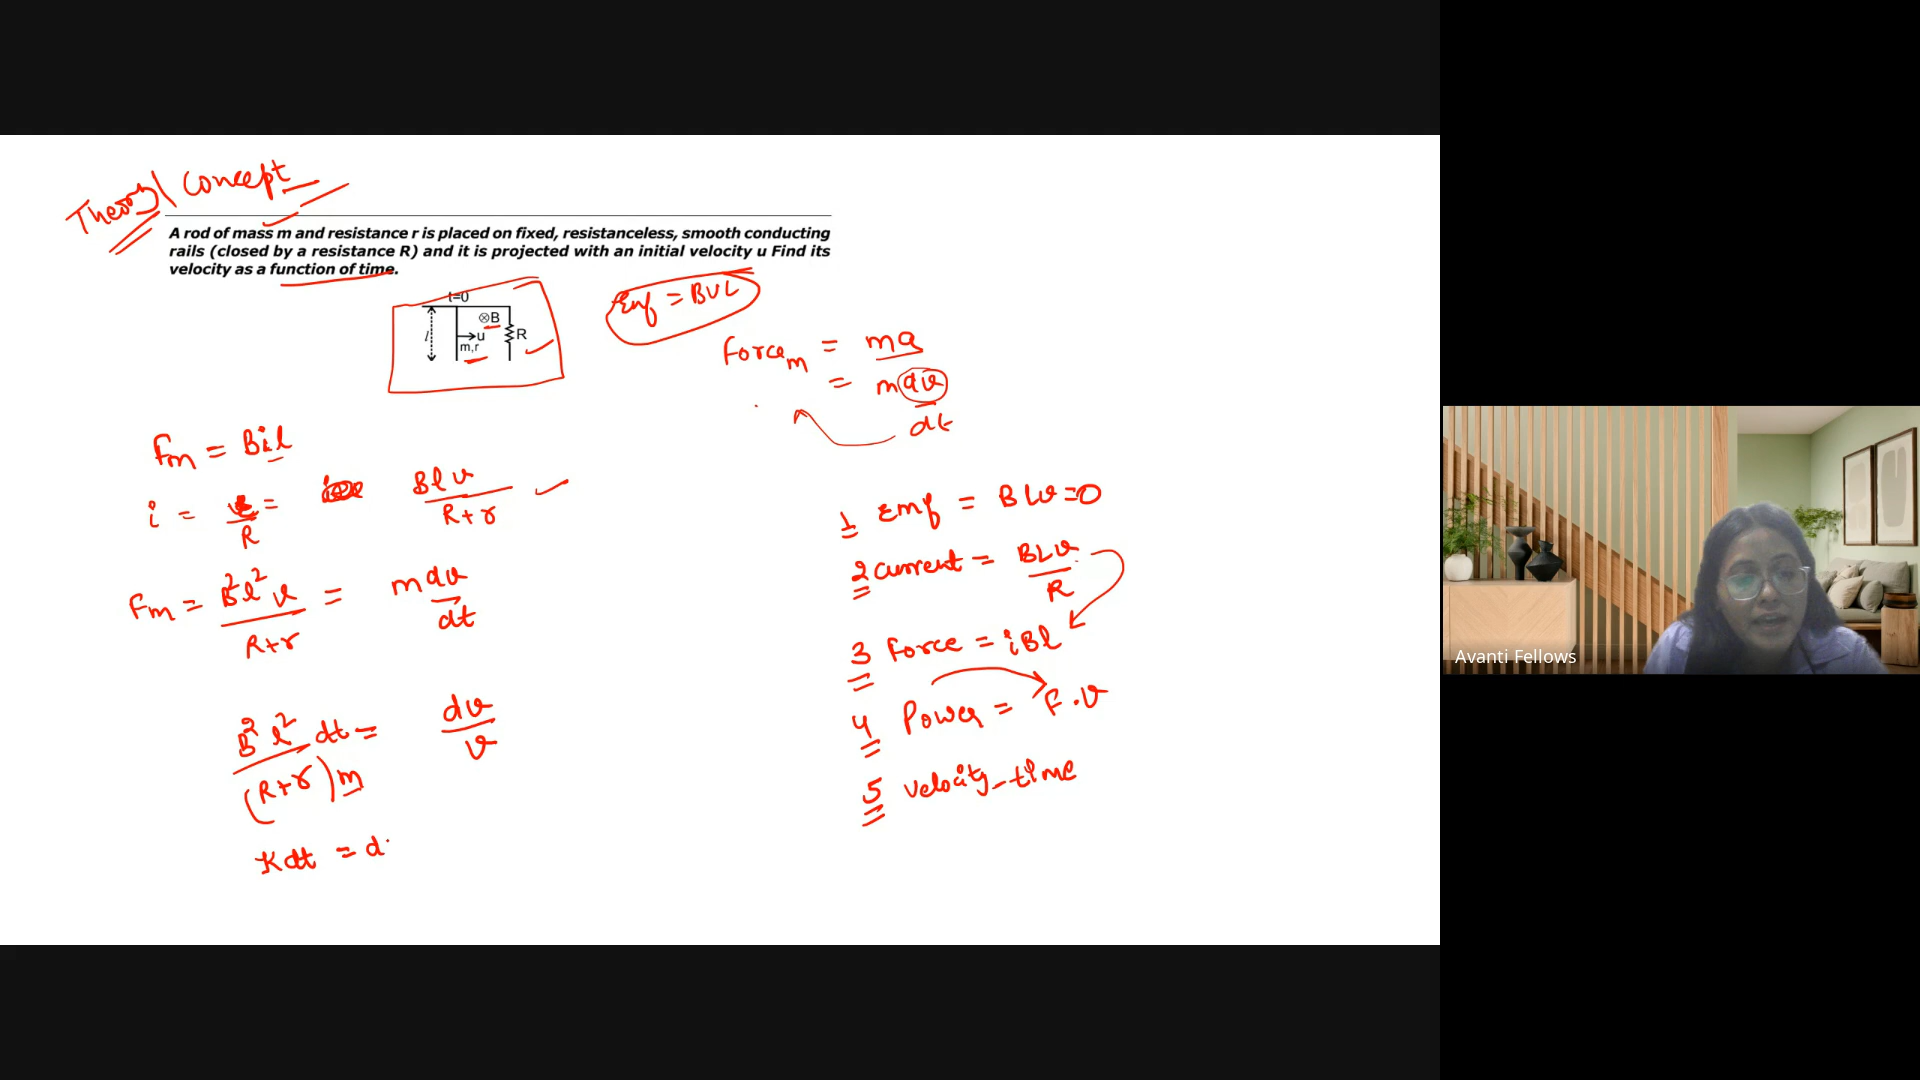 Theory| Concept
A rod of mass m and resistance r is placed on fixed, resistanceless, smooth conducting
rails (closed by a resistance R) and it is projected with an initial velocity u Find its
velocity as a function of time.
t=0
⊗B
l
u
R
m,r
Emf = BVL
Force_m = ma
= m dv/dt
F_m = Bil
i = /R = Blv/(R+r)
F_m = B²l²v/(R+r) = m dv/dt
B²l²/((R+r)m) dt = dv/v
Kdt = d
1 Emf = BLv=0
2 current = BLv/R
3 Force = iBl
4 Power = F.v
5 velocity-time
Avanti Fellows